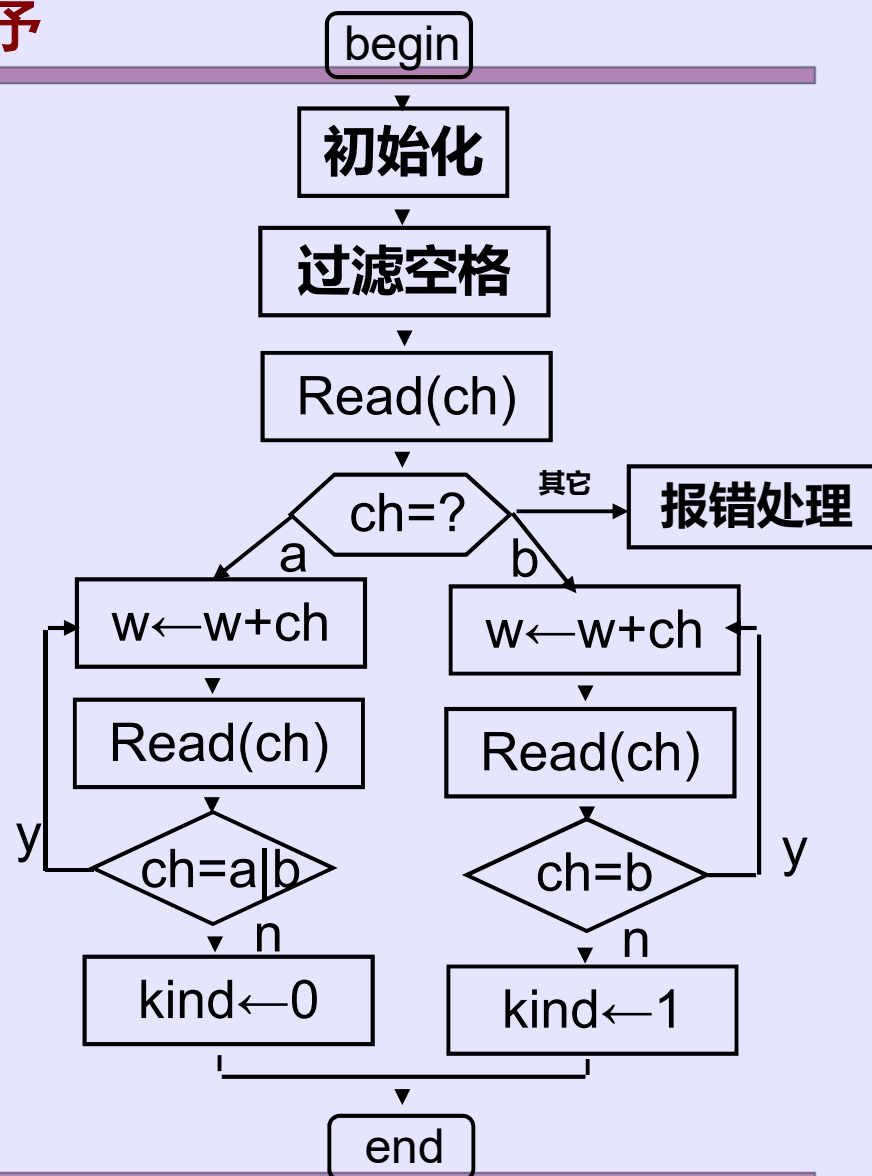 序
begin
初始化
过滤空格
Read(ch)
ch=?
其它
报错处理
a
b
w←w+ch
w←w+ch
Read(ch)
Read(ch)
y
ch=a|b
ch=b
y
n
n
kind←0
kind←1
end